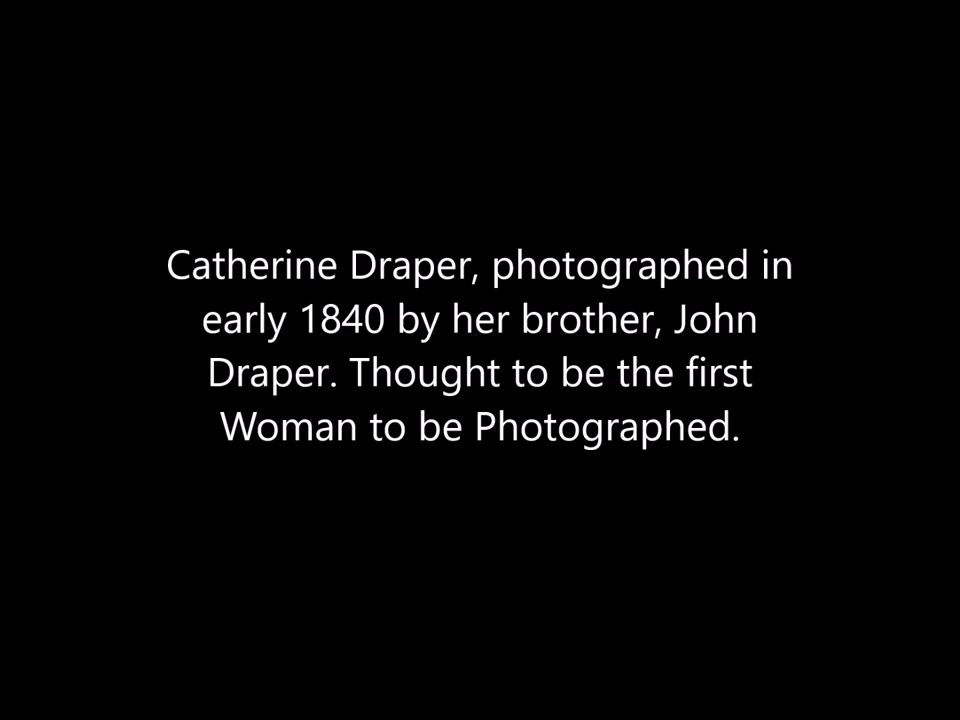 Catherine Draper, photographed in
early 1840 by her brother, John
Draper. Thought to be the first
Woman to be Photographed.